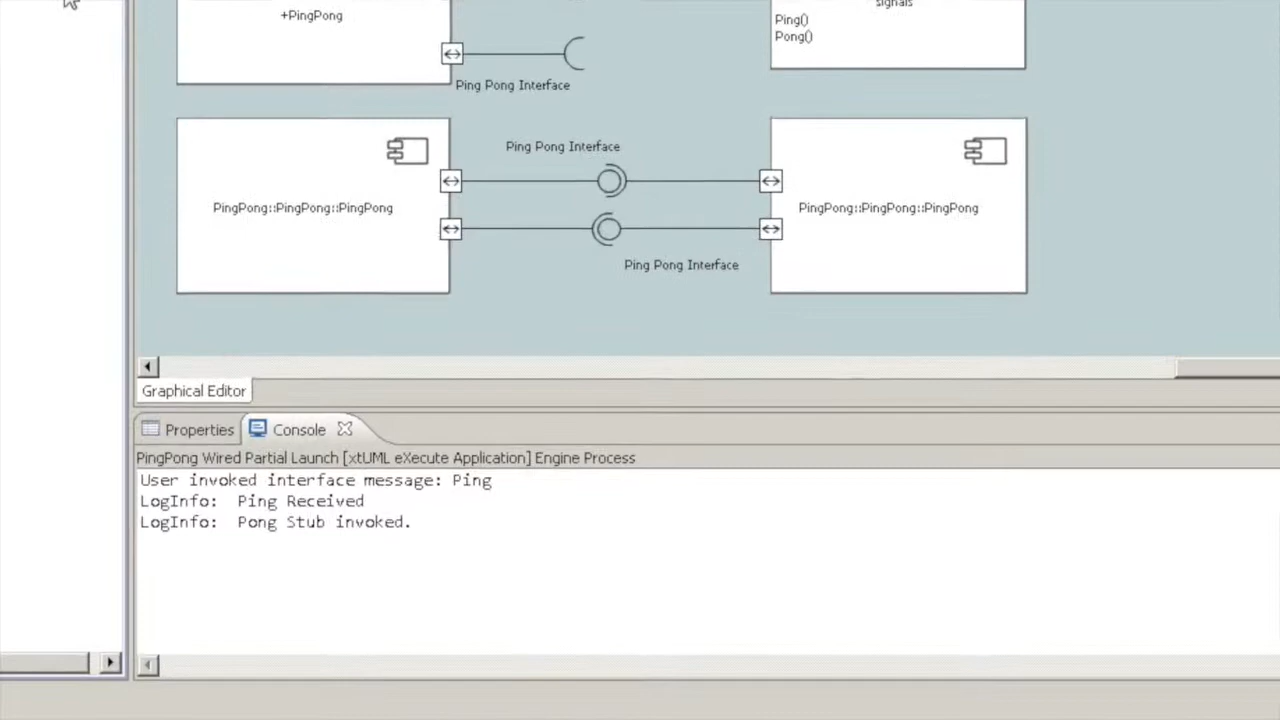 signals
+PingPong
Ping()
Pong()
Ping Pong Interface
Ping Pong Interface
PingPong::PingPong::PingPong
PingPong::PingPong::PingPong
Ping Pong Interface
Graphical Editor
Properties
Console
PingPong Wired Partial Launch [xtUML eXecute Application] Engine Process
User invoked interface message: Ping
LogInfo:  Ping Received
LogInfo:  Pong Stub invoked.